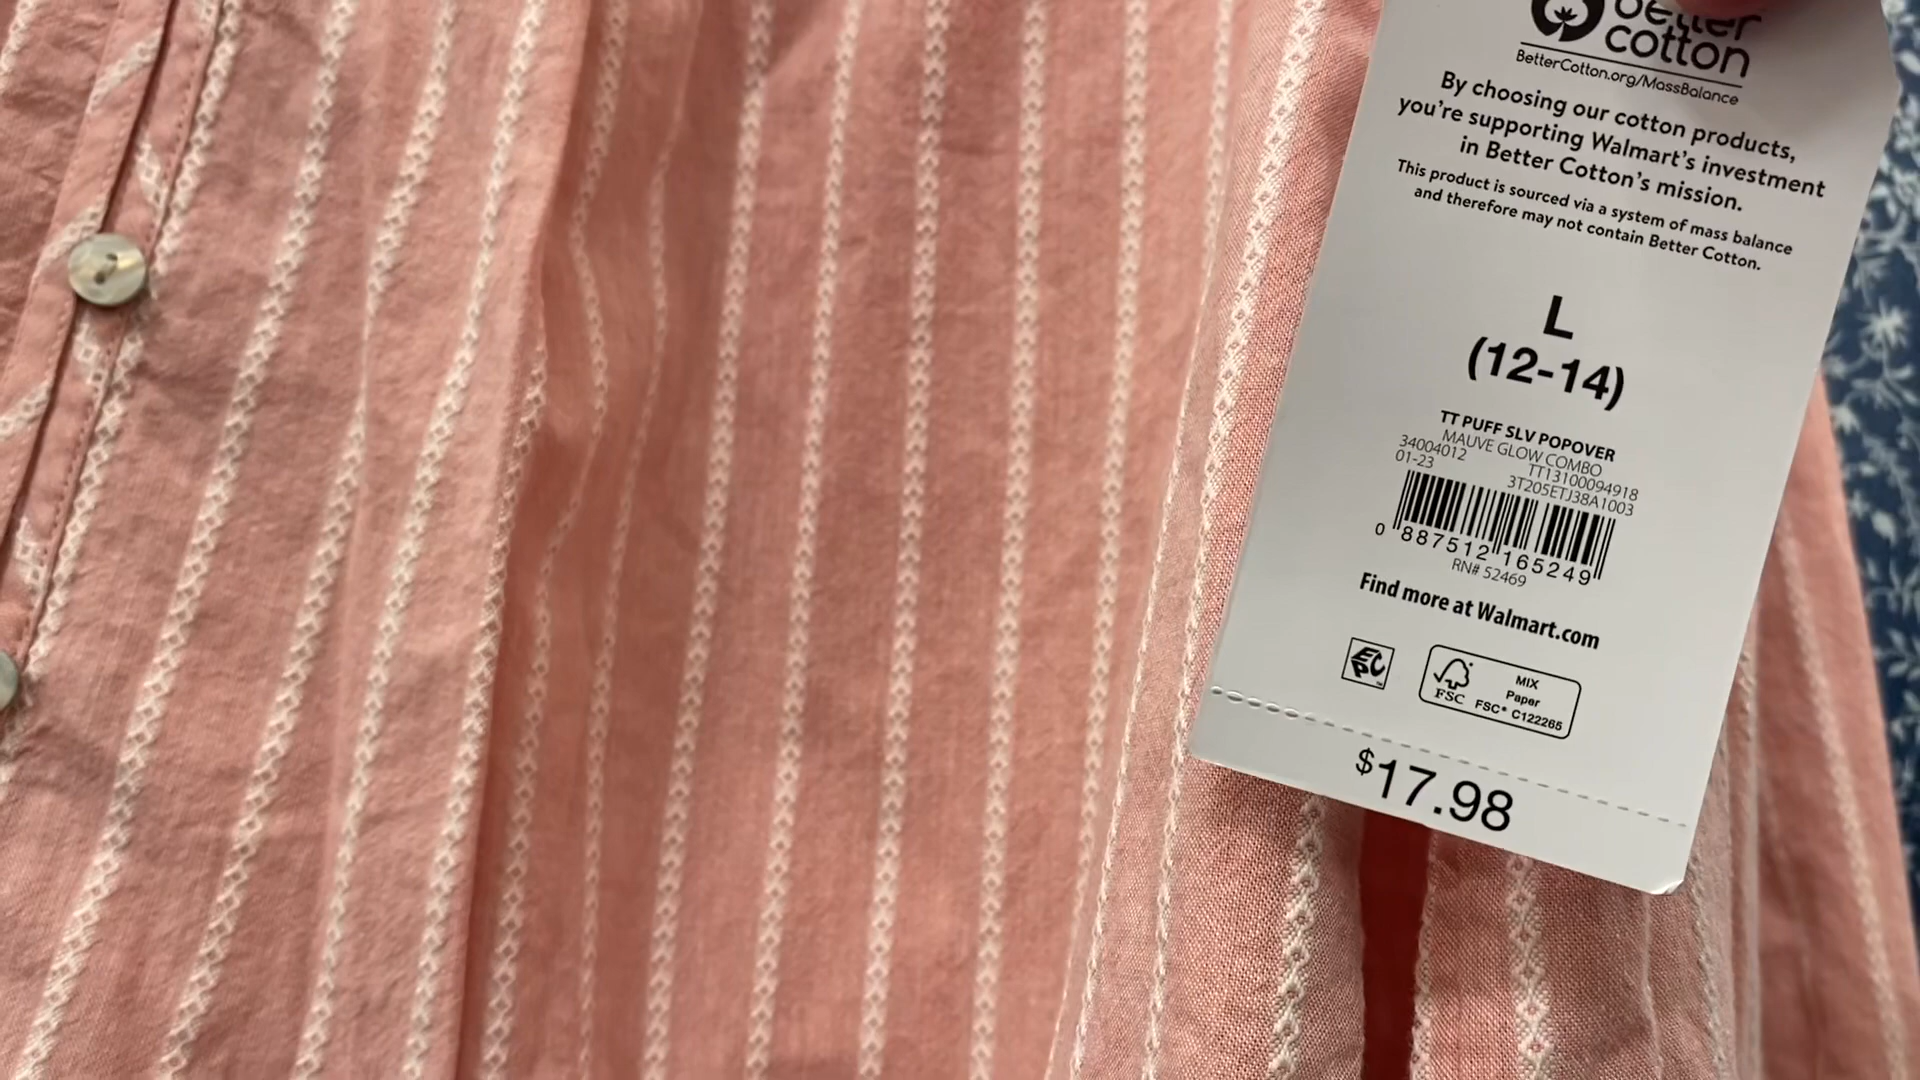 better
cotton
BetterCotton.org/MassBalance
By choosing our cotton products,
you're supporting Walmart's investment
in Better Cotton's mission.
This product is sourced via a system of mass balance
and therefore may not contain Better Cotton.
L
(12-14)
TT PUFF SLV POPOVER
MAUVE GLOW COMBO
34004012 TT13100094918
01-23 3T205ETJ38A1003
0 887512 165249
RN# 52469
Find more at Walmart.com
EPC
FSC
MIX
Paper
FSC® C122265
$17.98